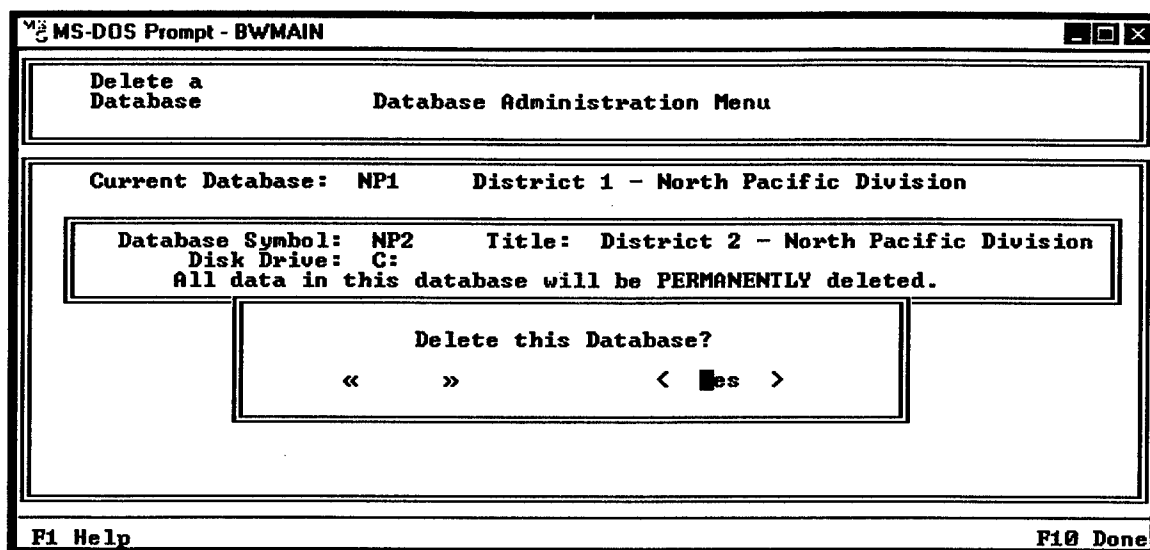 MS-DOS Prompt - BWMAIN
Delete a
Database Database Administration Menu
Current Database: NP1 District 1 - North Pacific Division
Database Symbol: NP2 Title: District 2 - North Pacific Division
Disk Drive: C:
All data in this database will be PERMANENTLY deleted.
Delete this Database?
« » < es >
F1 Help F10 Done